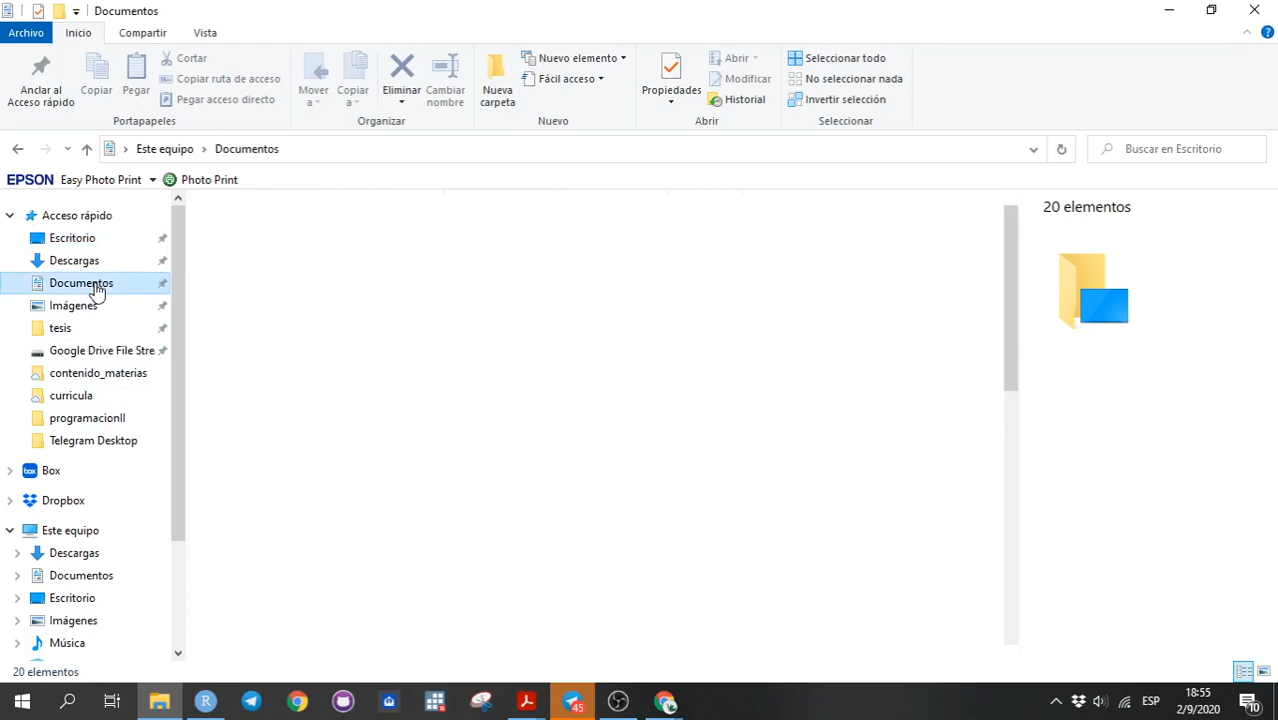 Documentos
Archivo Inicio Compartir Vista
Anclar al Acceso rápido
Copiar
Pegar
Cortar
Copiar ruta de acceso
Pegar acceso directo
Portapapeles
Mover a
Copiar a
Eliminar
Cambiar nombre
Organizar
Nueva carpeta
Nuevo elemento
Fácil acceso
Nuevo
Propiedades
Abrir
Modificar
Historial
Abrir
Seleccionar todo
No seleccionar nada
Invertir selección
Seleccionar
Este equipo > Documentos
Buscar en Escritorio
EPSON Easy Photo Print Photo Print
Acceso rápido
Escritorio
Descargas
Documentos
Imágenes
tesis
Google Drive File Stre
contenido_materias
curricula
programacionII
Telegram Desktop
box Box
Dropbox
Este equipo
Descargas
Documentos
Escritorio
Imágenes
Música
20 elementos
20 elementos
R
45
ESP
18:55
2/9/2020
10